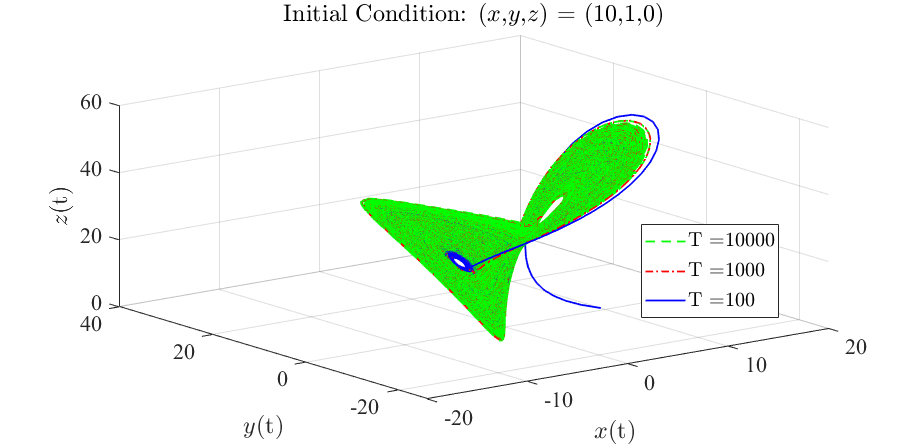 Initial Condition: (x,y,z) = (10,1,0)
60
40
20
0
z(t)
40
20
0
-20
y(t)
-20
-10
0
10
20
x(t)
T =10000
T =1000
T =100